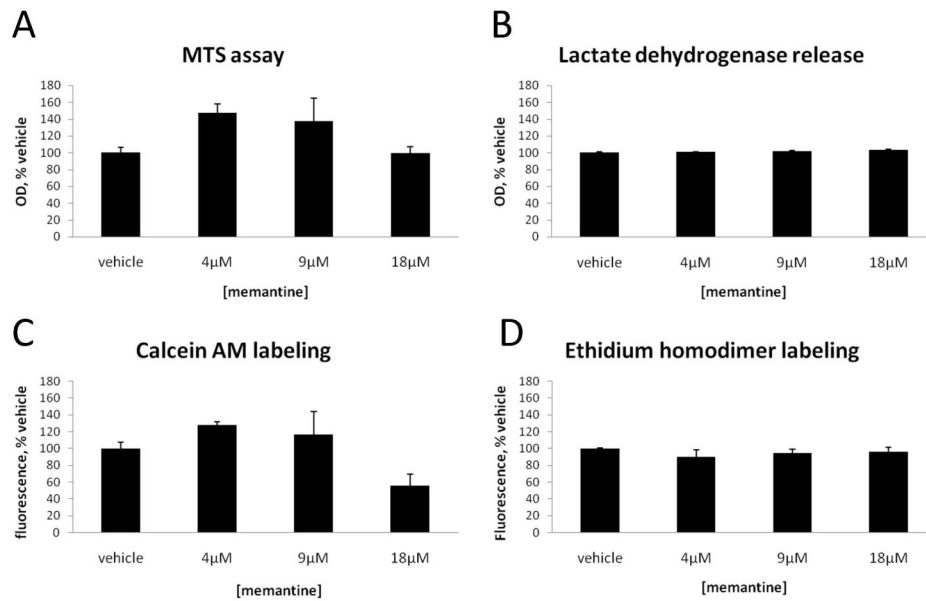 A
MTS assay
OD, % vehicle
180
160
140
120
100
80
60
40
20
0
vehicle 4µM 9µM 18µM
[memantine]
B
Lactate dehydrogenase release
OD, % vehicle
180
160
140
120
100
80
60
40
20
0
vehicle 4µM 9µM 18µM
[memantine]
C
Calcein AM labeling
fluorescence, % vehicle
180
160
140
120
100
80
60
40
20
0
vehicle 4µM 9µM 18µM
[memantine]
D
Ethidium homodimer labeling
Fluorescence, % vehicle
180
160
140
120
100
80
60
40
20
0
vehicle 4µM 9µM 18µM
[memantine]